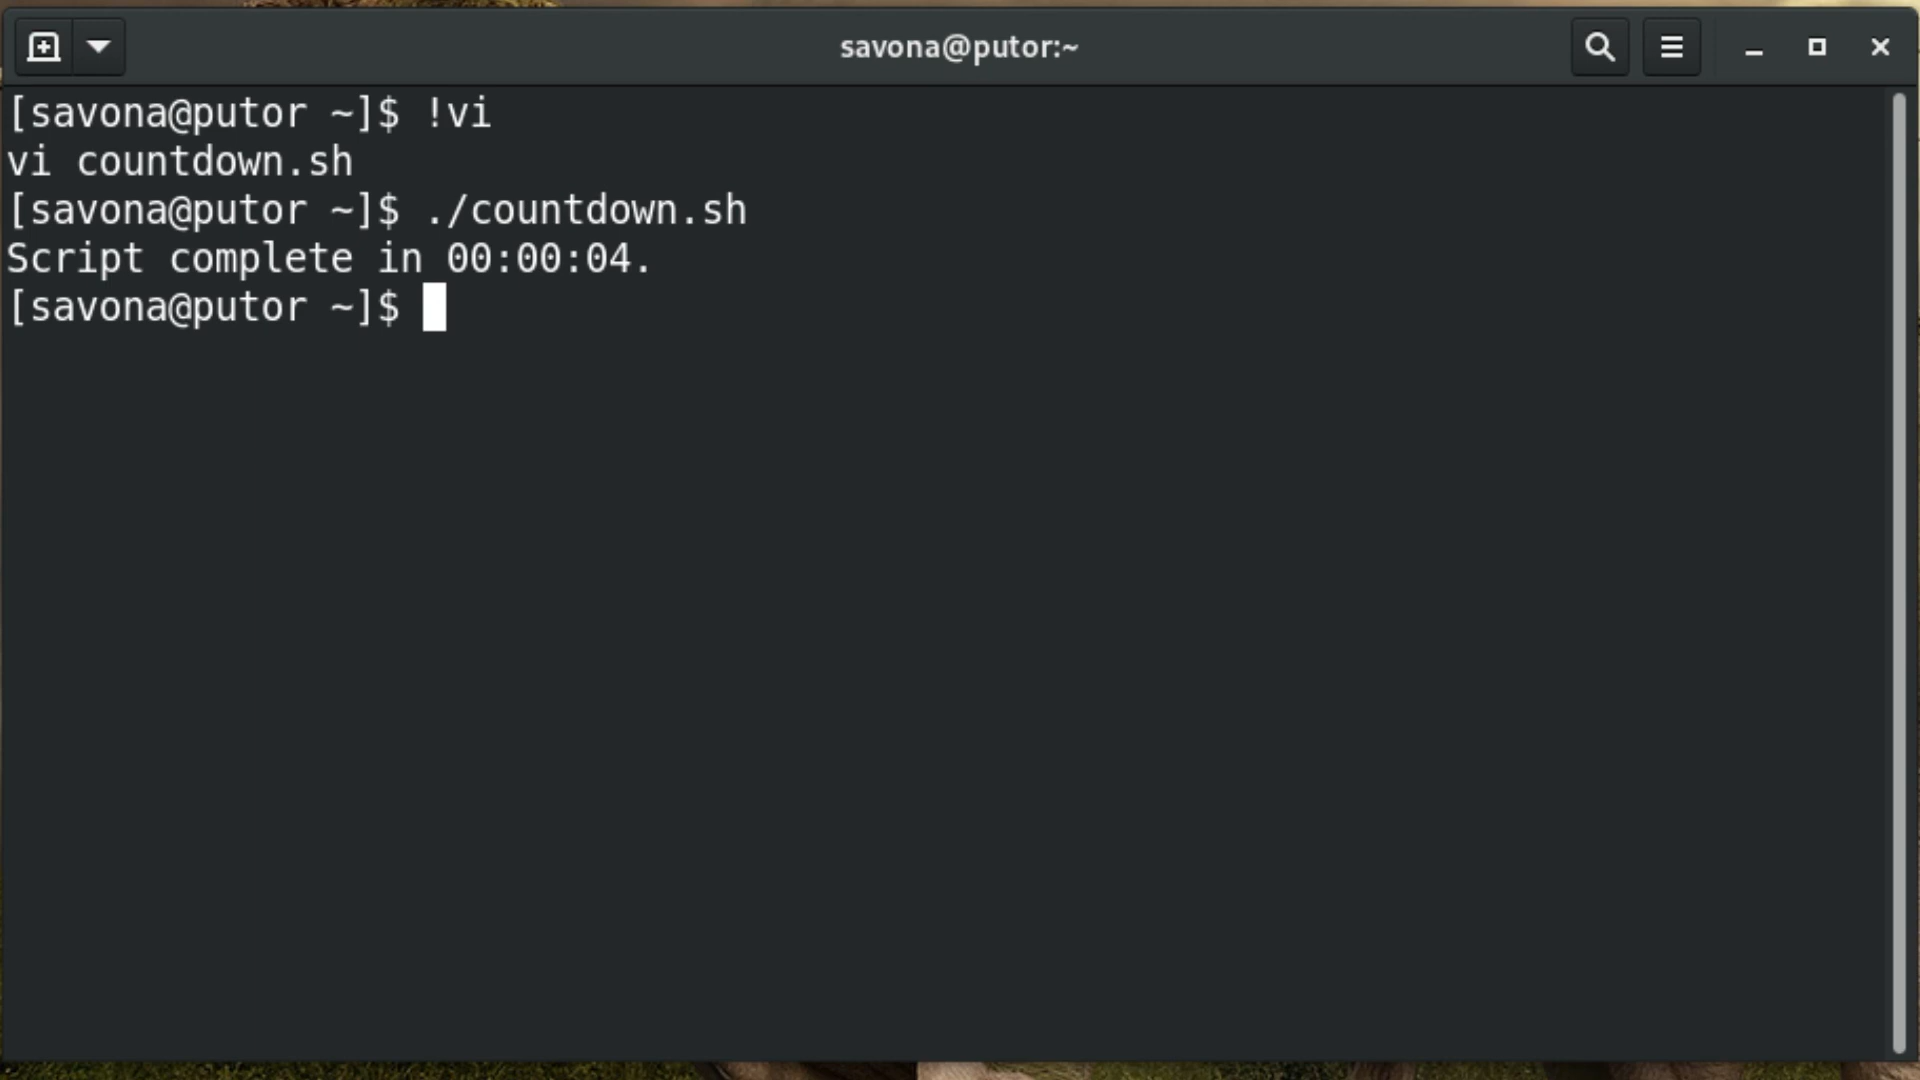 savona@putor:~
[savona@putor ~]$ !vi
vi countdown.sh
[savona@putor ~]$ ./countdown.sh
Script complete in 00:00:04.
[savona@putor ~]$